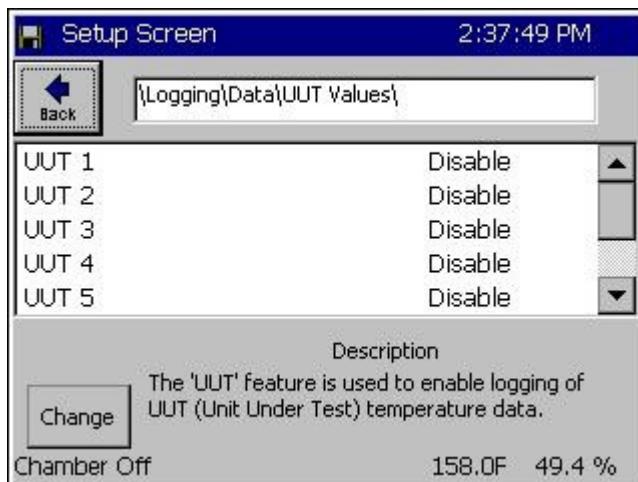 Setup Screen 2:37:49 PM
Back
\Logging\Data\UUT Values\
UUT 1 Disable
UUT 2 Disable
UUT 3 Disable
UUT 4 Disable
UUT 5 Disable
Description
The 'UUT' feature is used to enable logging of
UUT (Unit Under Test) temperature data.
Change
Chamber Off 158.0F 49.4 %